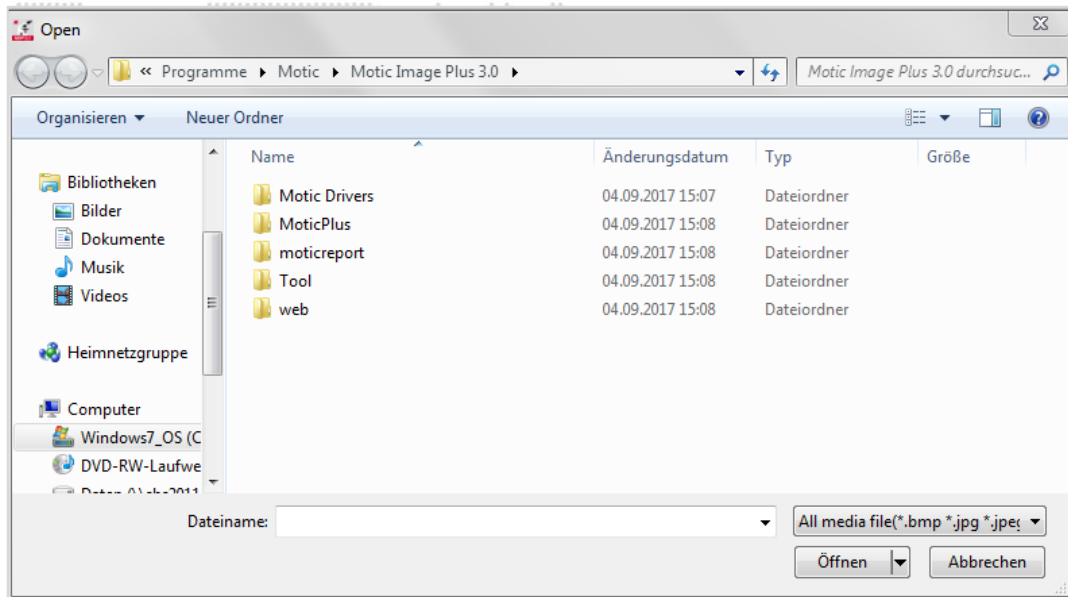 Open
« Programme Motic Motic Image Plus 3.0
Motic Image Plus 3.0 durchsuc...
Organisieren Neuer Ordner
Name Änderungsdatum Typ Größe
Bibliotheken
Bilder
Dokumente
Musik
Videos
Heimnetzgruppe
Computer
Windows7_OS (C
DVD-RW-Laufwe
Motic Drivers 04.09.2017 15:07 Dateiordner
MoticPlus 04.09.2017 15:08 Dateiordner
moticreport 04.09.2017 15:08 Dateiordner
Tool 04.09.2017 15:08 Dateiordner
web 04.09.2017 15:08 Dateiordner
Dateiname:
All media file(*.bmp *.jpg *.jpeg
Öffnen Abbrechen